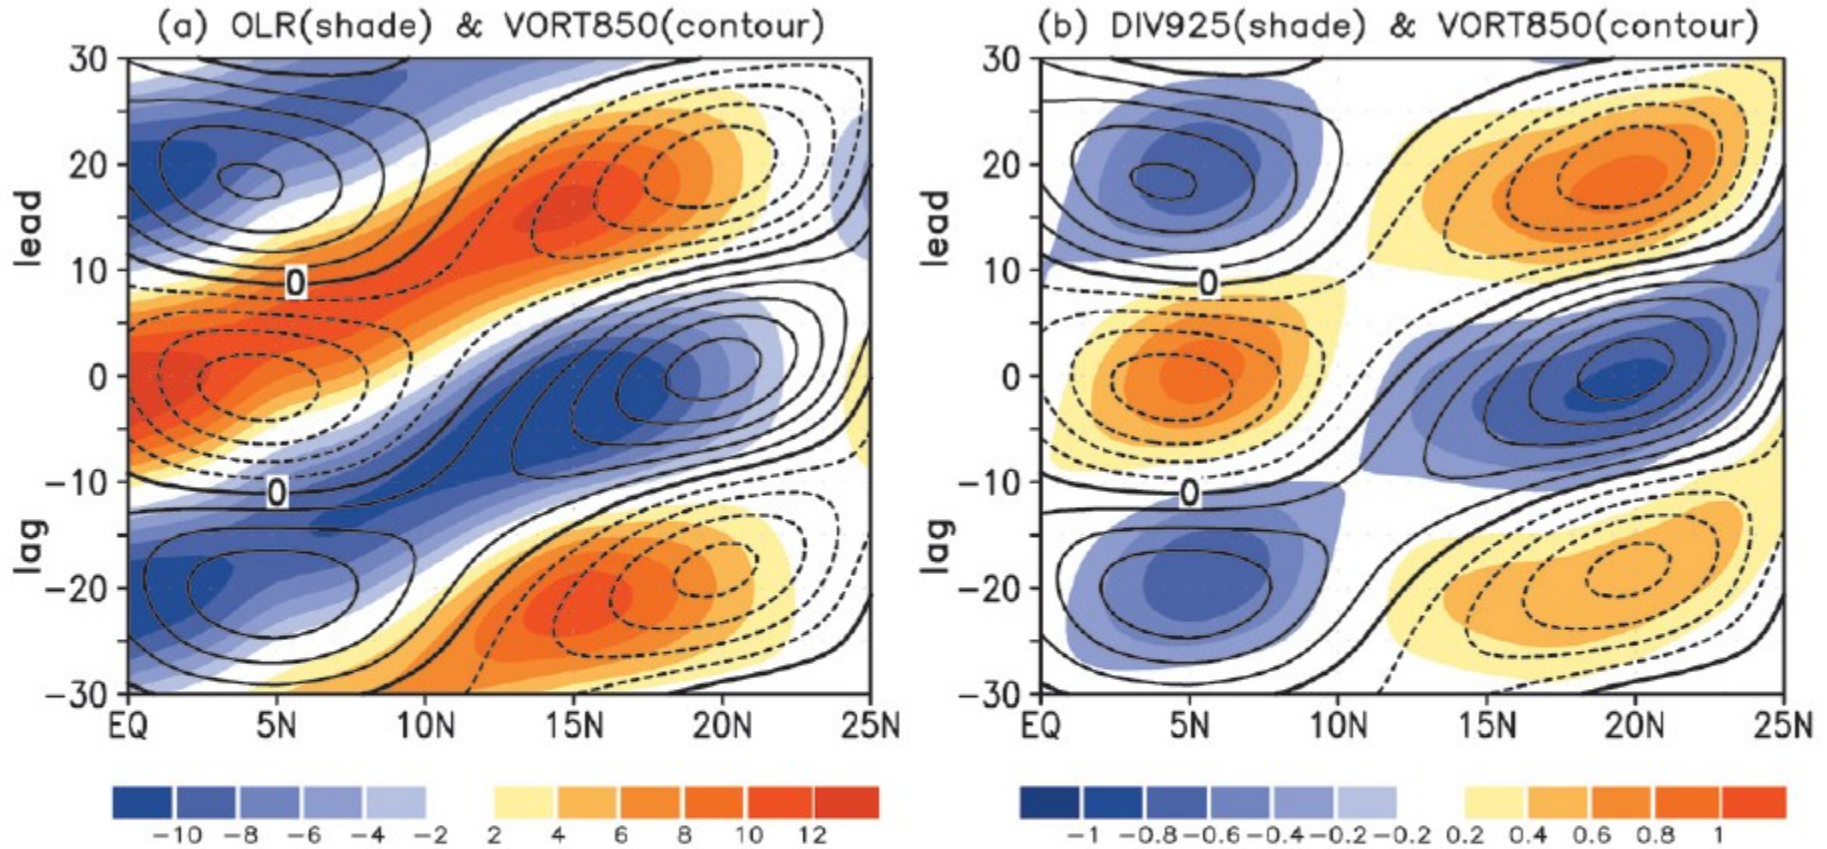 (a) OLR(shade) & VORT850(contour)
(b) DIV925(shade) & VORT850(contour)
30
20
10
0
−10
−20
−30
lead
lag
0
0
EQ 5N 10N 15N 20N 25N
−10 −8 −6 −4 −2 2 4 6 8 10 12
30
20
10
0
−10
−20
−30
lead
lag
0
0
EQ 5N 10N 15N 20N 25N
−1 −0.8 −0.6 −0.4 −0.2 −0.2 0.2 0.4 0.6 0.8 1